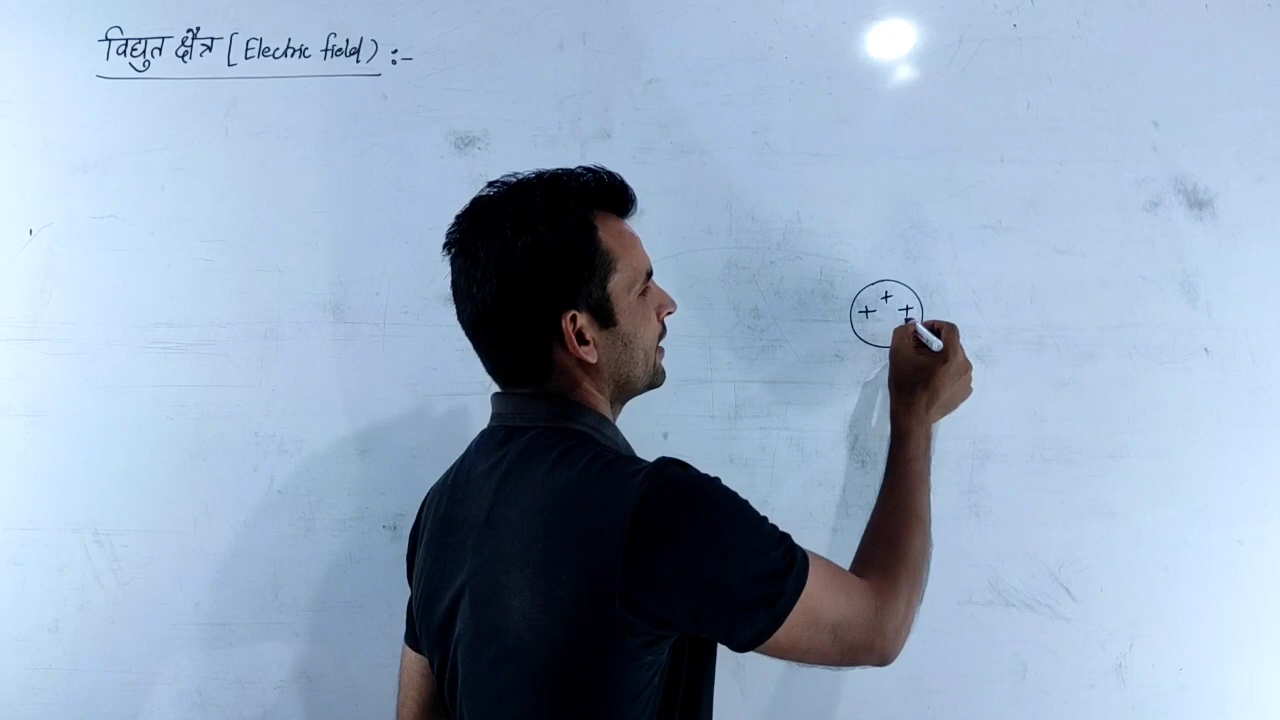 विद्युत क्षैत्र [Electric field) :-
+
+ +